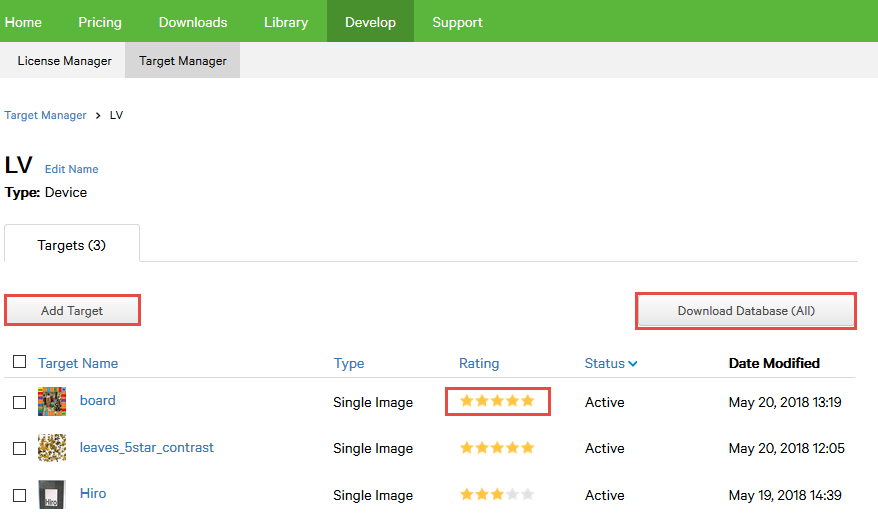 Home Pricing Downloads Library Develop Support
License Manager Target Manager
Target Manager > LV
LV Edit Name
Type: Device
Targets (3)
Add Target Download Database (All)
Target Name Type Rating Status Date Modified
board Single Image Active May 20, 2018 13:19
leaves_5star_contrast Single Image Active May 20, 2018 12:05
Hiro Hiro Single Image Active May 19, 2018 14:39